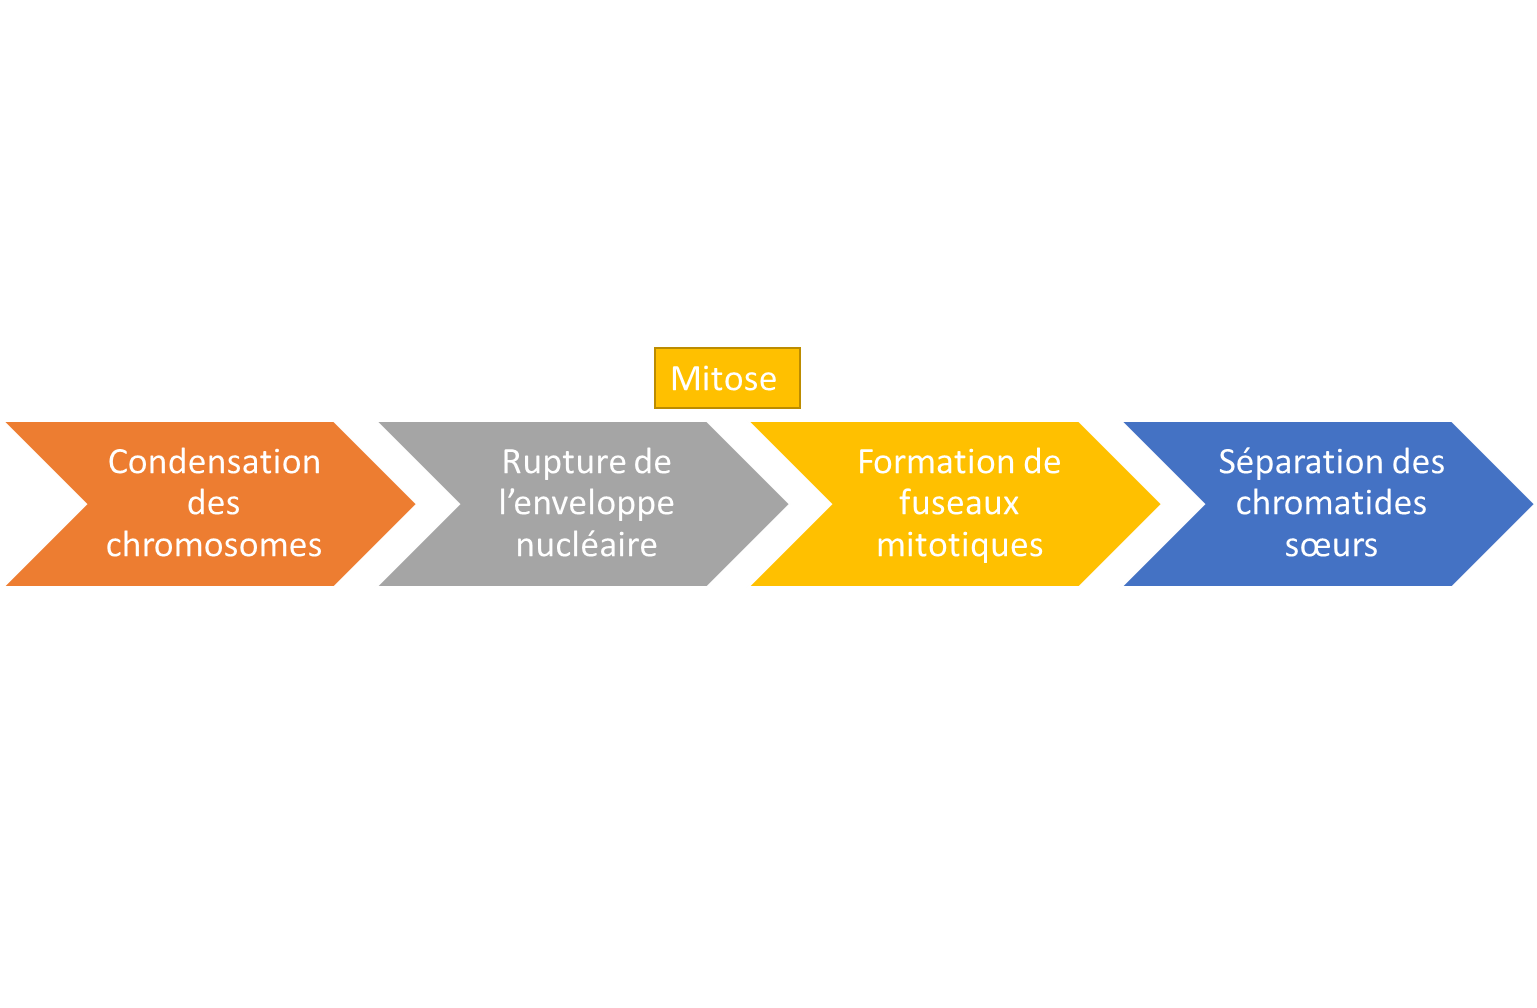 Mitose
Condensation
des
chromosomes
Rupture de
l’enveloppe
nucléaire
Formation de
fuseaux
mitotiques
Séparation des
chromatides
sœurs